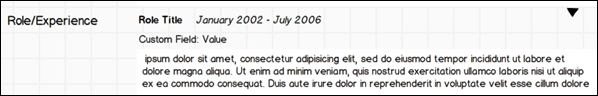 Role/Experience
Role Title January 2002 - July 2006
Custom Field: Value
ipsum dolor sit amet, consectetur adipisicing elit, sed do eiusmod tempor incididunt ut labore et
dolore magna aliqua. Ut enim ad minim veniam, quis nostrud exercitation ullamco laboris nisi ut aliquip
ex ea commodo consequat. Duis aute irure dolor in reprehenderit in voluptate velit esse cillum dolore